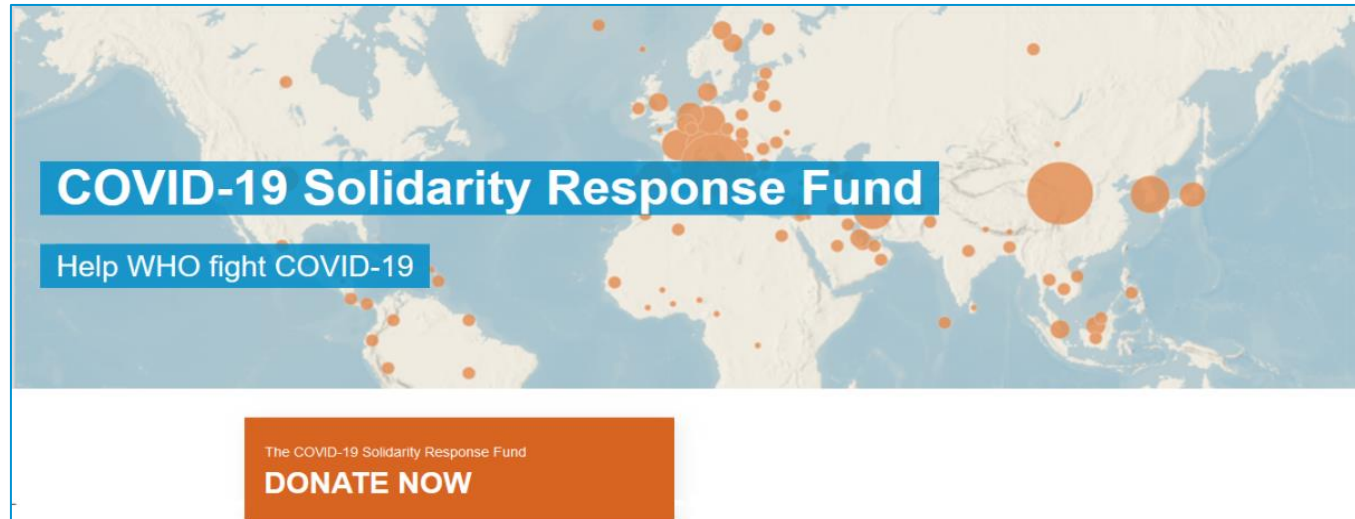 COVID-19 Solidarity Response Fund
Help WHO fight COVID-19
The COVID-19 Solidarity Response Fund
DONATE NOW